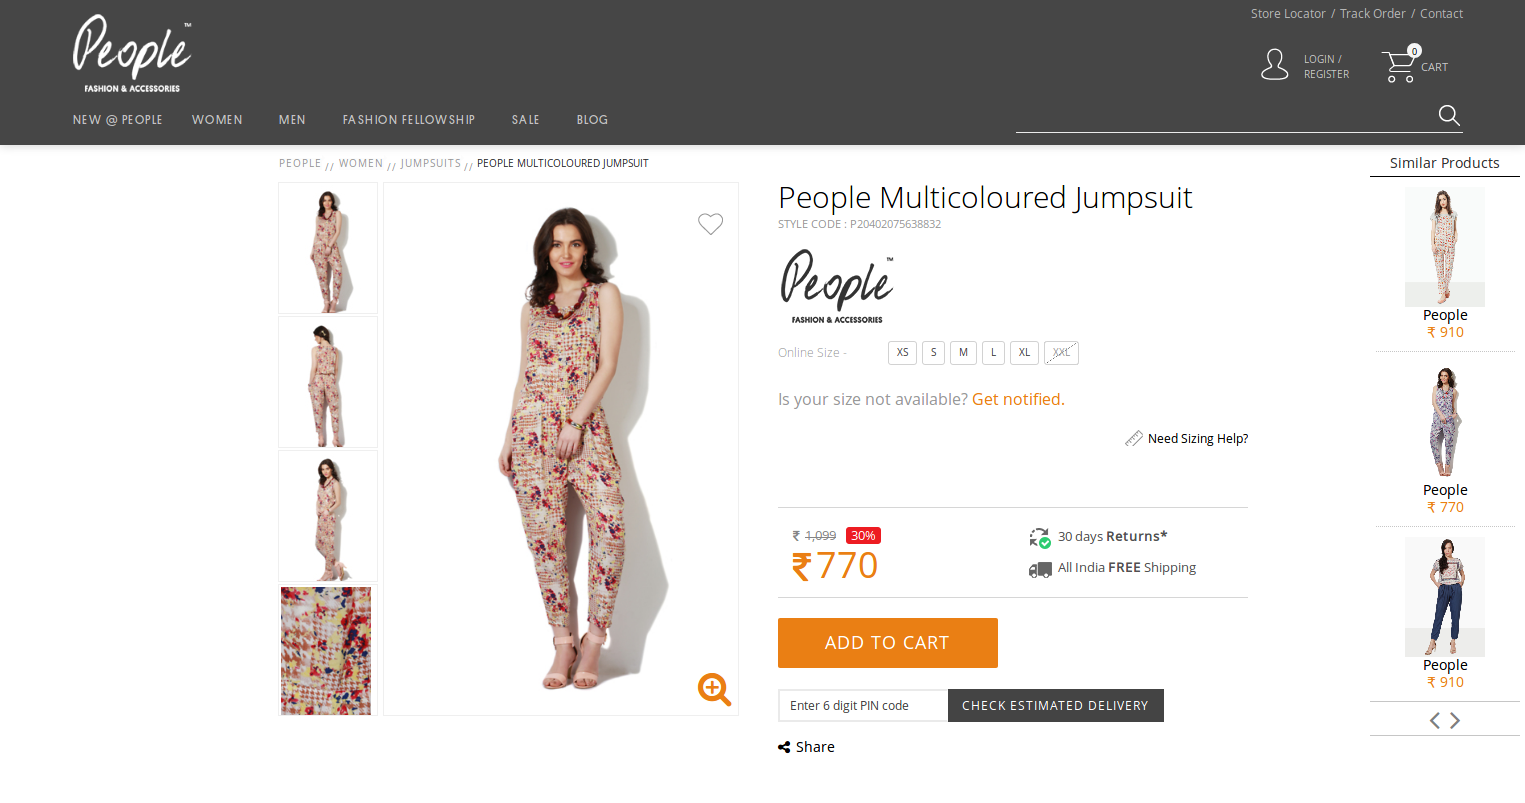 Store Locator / Track Order / Contact
People™
FASHION & ACCESSORIES
LOGIN /
REGISTER
0
CART
NEW @ PEOPLE
WOMEN
MEN
FASHION FELLOWSHIP
SALE
BLOG
PEOPLE // WOMEN // JUMPSUITS // PEOPLE MULTICOLOURED JUMPSUIT
People Multicoloured Jumpsuit
STYLE CODE : P20402075638832
People™
FASHION & ACCESSORIES
Online Size -
XS
S
M
L
XL
XXL
Is your size not available? Get notified.
Need Sizing Help?
₹ 1,099 30%
₹770
30 days Returns*
All India FREE Shipping
ADD TO CART
Enter 6 digit PIN code
CHECK ESTIMATED DELIVERY
Share
Similar Products
People
₹ 910
People
₹ 770
People
₹ 910